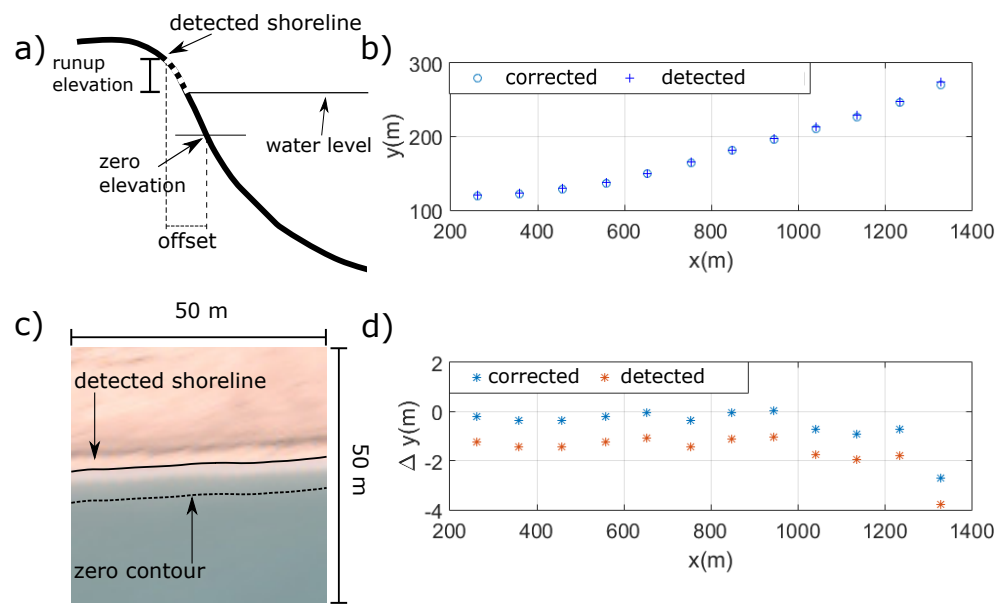 a)
detected shoreline
runup
elevation
water level
zero
elevation
offset
b)
300
200
100
y(m)
corrected
detected
200
400
600
800
1000
1200
1400
x(m)
c)
50 m
detected shoreline
50 m
zero contour
d)
2
0
-2
-4
Δ y(m)
corrected
detected
200
400
600
800
1000
1200
1400
x(m)